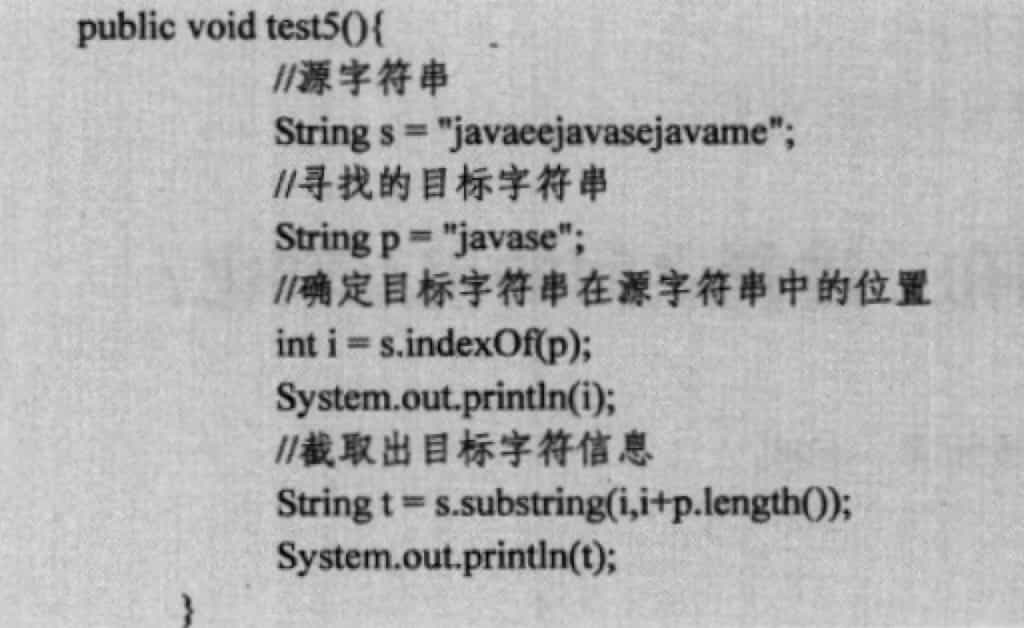 public void test5(){
//源字符串
String s = "javaeejavasejavame";
//寻找的目标字符串
String p = "javase";
//确定目标字符串在源字符串中的位置
int i = s.indexOf(p);
System.out.println(i);
//截取出目标字符信息
String t = s.substring(i,i+p.length());
System.out.println(t);
}